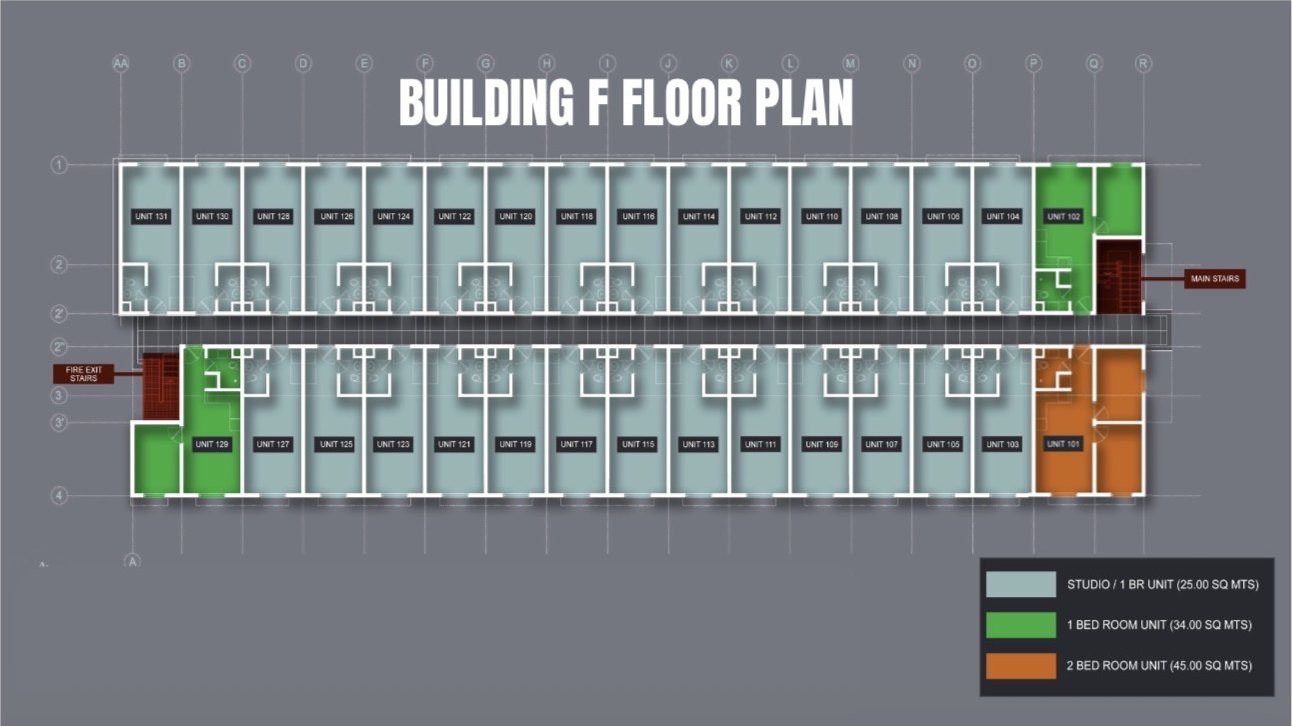 AA B C D E F G H I J K L M N O P Q R
BUILDING F FLOOR PLAN
1
UNIT 131 UNIT 130 UNIT 128 UNIT 126 UNIT 124 UNIT 122 UNIT 120 UNIT 118 UNIT 116 UNIT 114 UNIT 112 UNIT 110 UNIT 108 UNIT 106 UNIT 104 UNIT 102
2
MAIN STAIRS
2'
2"
FIRE EXIT
STAIRS
3
3'
UNIT 129 UNIT 127 UNIT 125 UNIT 123 UNIT 121 UNIT 119 UNIT 117 UNIT 115 UNIT 113 UNIT 111 UNIT 109 UNIT 107 UNIT 105 UNIT 103 UNIT 101
4
A
STUDIO / 1 BR UNIT (25.00 SQ MTS)
1 BED ROOM UNIT (34.00 SQ MTS)
2 BED ROOM UNIT (45.00 SQ MTS)